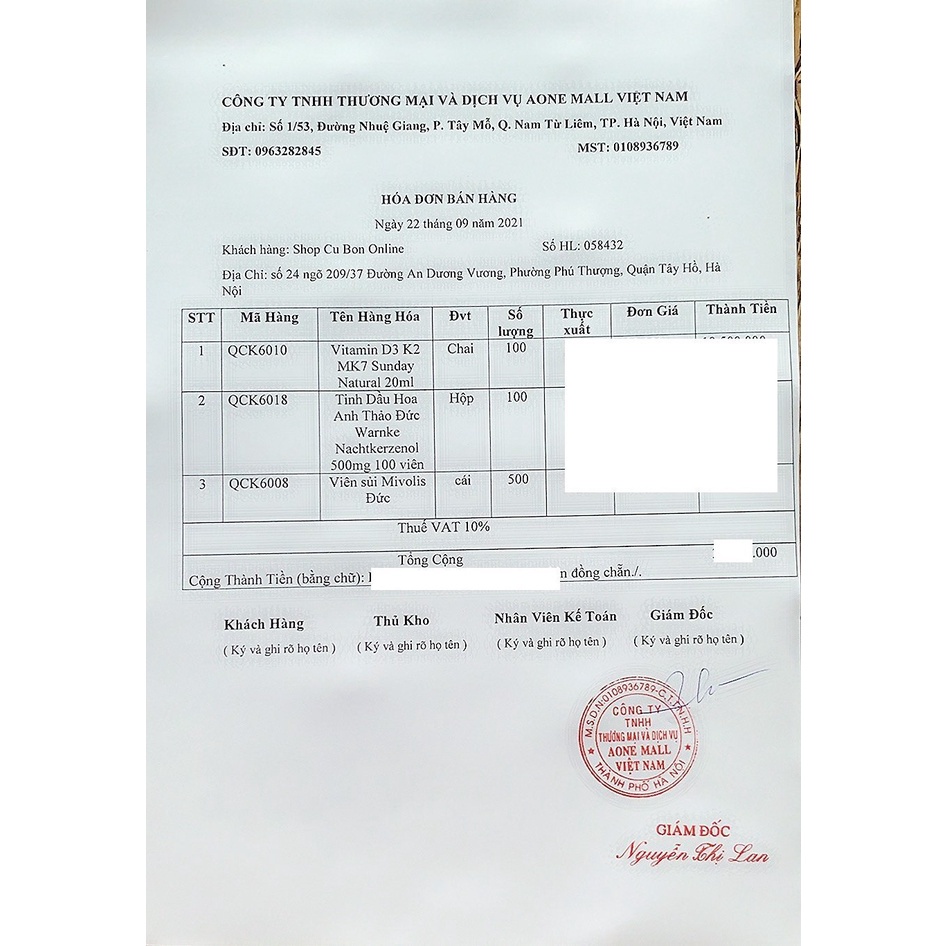 CÔNG TY TNHH THƯƠNG MẠI VÀ DỊCH VỤ AONE MALL VIỆT NAM
Địa chỉ: Số 1/53, Đường Nhuệ Giang, P. Tây Mỗ, Q. Nam Từ Liêm, TP. Hà Nội, Việt Nam
SĐT: 0963282845 MST: 0108936789
HÓA ĐƠN BÁN HÀNG
Ngày 22 tháng 09 năm 2021
Khách hàng: Shop Cu Bon Online Số HL: 058432
Địa Chỉ: số 24 ngõ 209/37 Đường An Dương Vương, Phường Phú Thượng, Quận Tây Hồ, Hà
Nội
STT Mã Hàng Tên Hàng Hóa Đvt Số Thực Đơn Giá Thành Tiền
lượng xuất
1 QCK6010 Vitamin D3 K2 Chai 100
MK7 Sunday
Natural 20ml
2 QCK6018 Tinh Dầu Hoa Hộp 100
Anh Thảo Đức
Warnke
Nachtkerzenol
500mg 100 viên
3 QCK6008 Viên sủi Mivolis cái 500
Đức
Thuế VAT 10%
Tổng Cộng .000
Cộng Thành Tiền (bằng chữ): đồng chẵn./.
Khách Hàng Thủ Kho Nhân Viên Kế Toán Giám Đốc
( Ký và ghi rõ họ tên ) ( Ký và ghi rõ họ tên ) ( Ký và ghi rõ họ tên ) ( Ký và ghi rõ họ tên )
M.S.D.N:0108936789-C.T.T.N.H.H
CÔNG TY
TNHH
THƯƠNG MẠI VÀ DỊCH VỤ
AONE MALL
VIỆT NAM
THÀNH PHỐ HÀ NỘI
GIÁM ĐỐC
Nguyễn Thị Lan